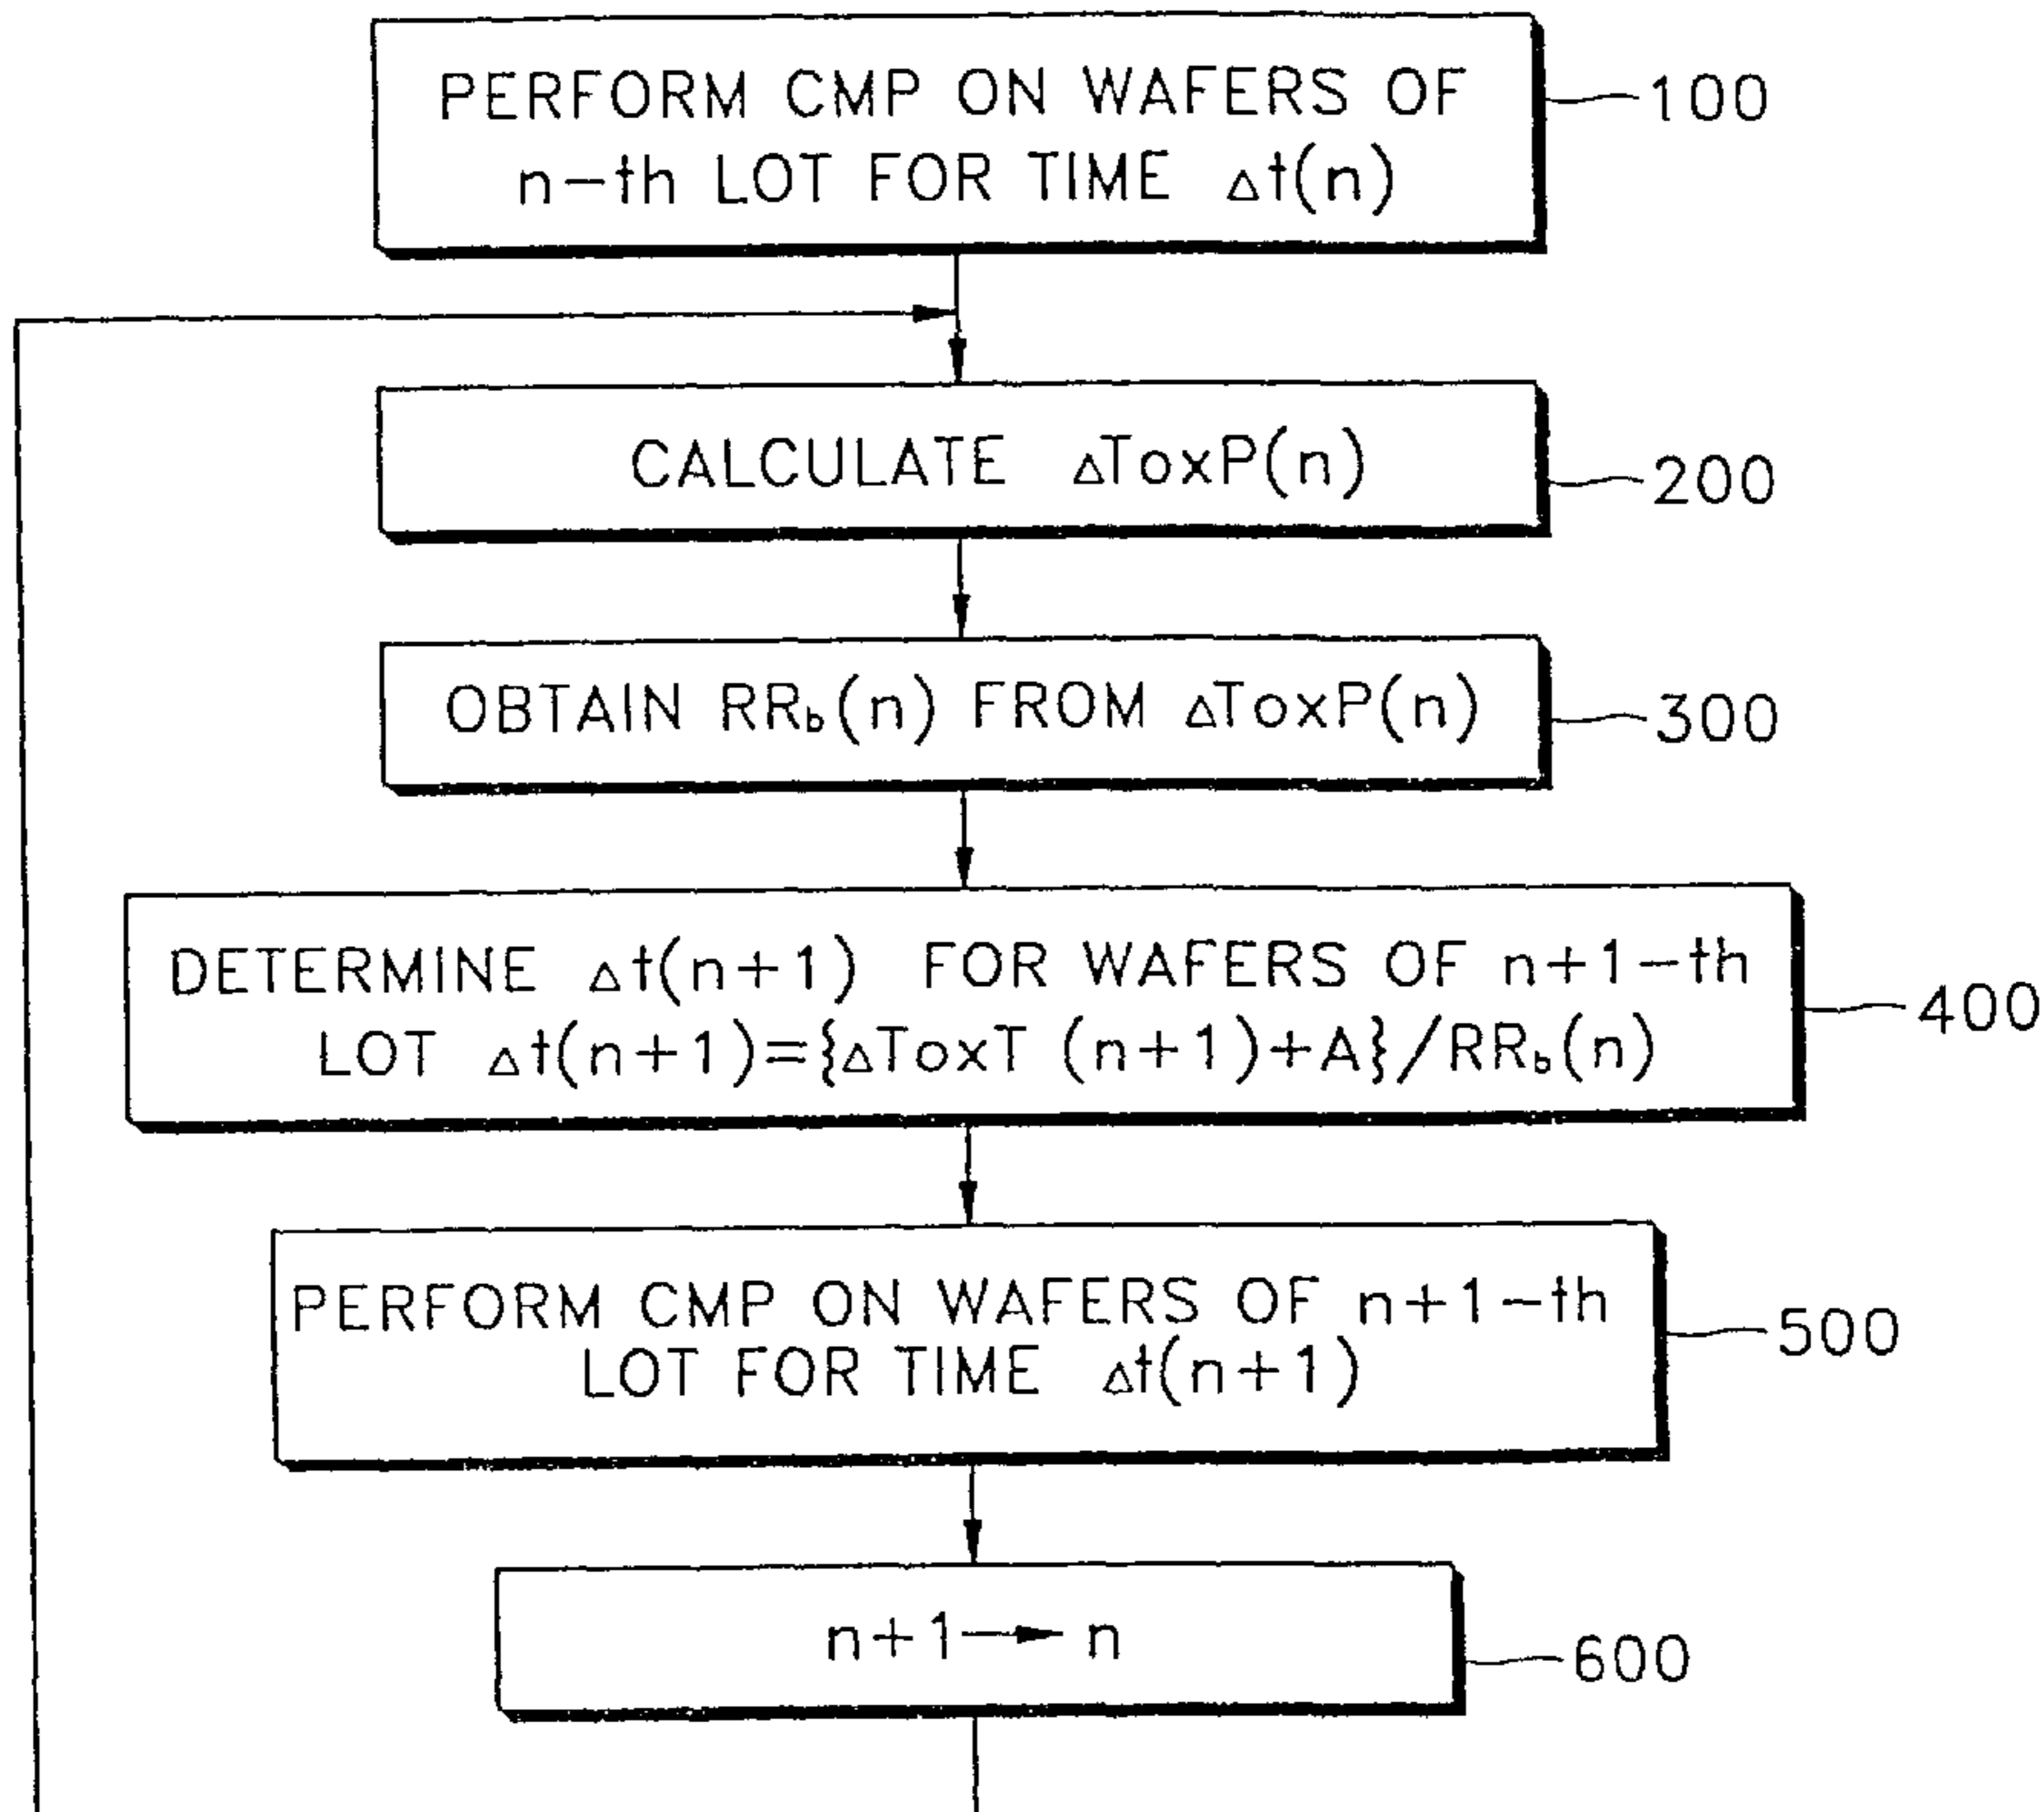 PERFORM CMP ON WAFERS OF
n-th LOT FOR TIME Δt(n)
100
CALCULATE ΔToxP(n)
200
OBTAIN RRb(n) FROM ΔToxP(n)
300
DETERMINE Δt(n+1) FOR WAFERS OF n+1-th
LOT Δt(n+1)={ΔToxT (n+1)+A}/RRb(n)
400
PERFORM CMP ON WAFERS OF n+1-th
LOT FOR TIME Δt(n+1)
500
n+1→n
600